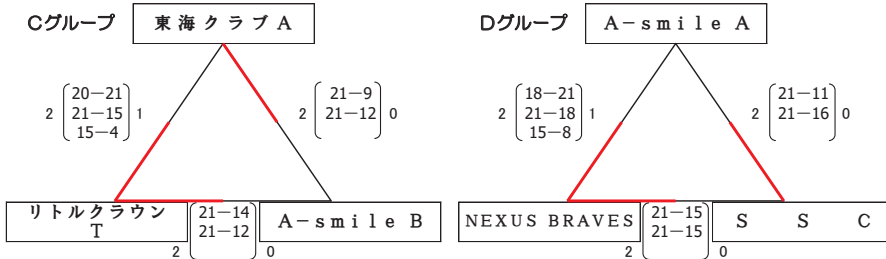 Cグループ
東海クラブA
2 20－21 1
21－15
15－4
2 21－9 0
21－12
リトルクラウン
T
21－14
21－12
2 0
A－smile B
Dグループ
A－smile A
2 18－21 1
21－18
15－8
2 21－11 0
21－16
NEXUS BRAVES
21－15
21－15
2 0
S S C